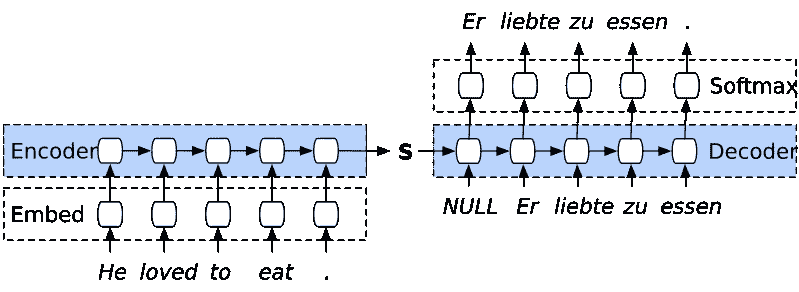 Er liebte zu essen .
Softmax
Encoder
S
Decoder
Embed
NULL Er liebte zu essen
He loved to eat .